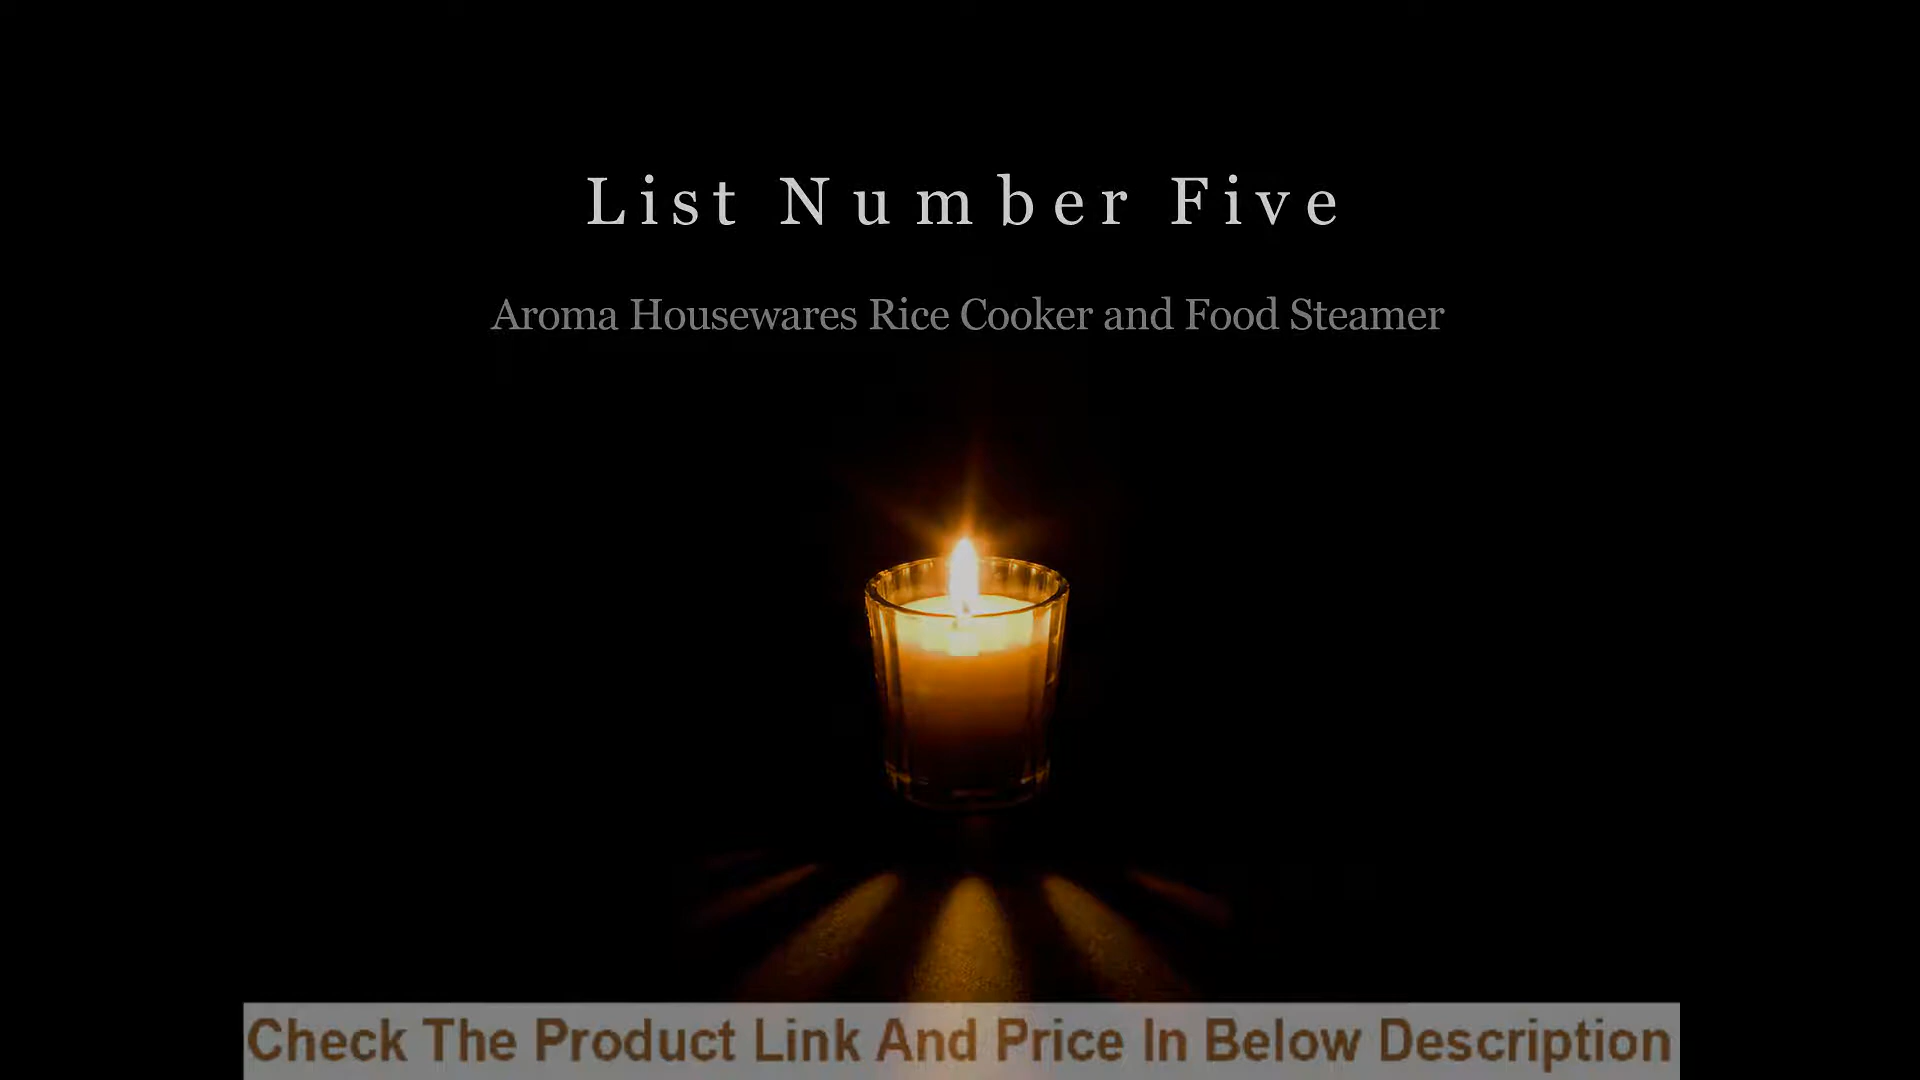 List Number Five
Aroma Housewares Rice Cooker and Food Steamer
Check The Product Link And Price In Below Description